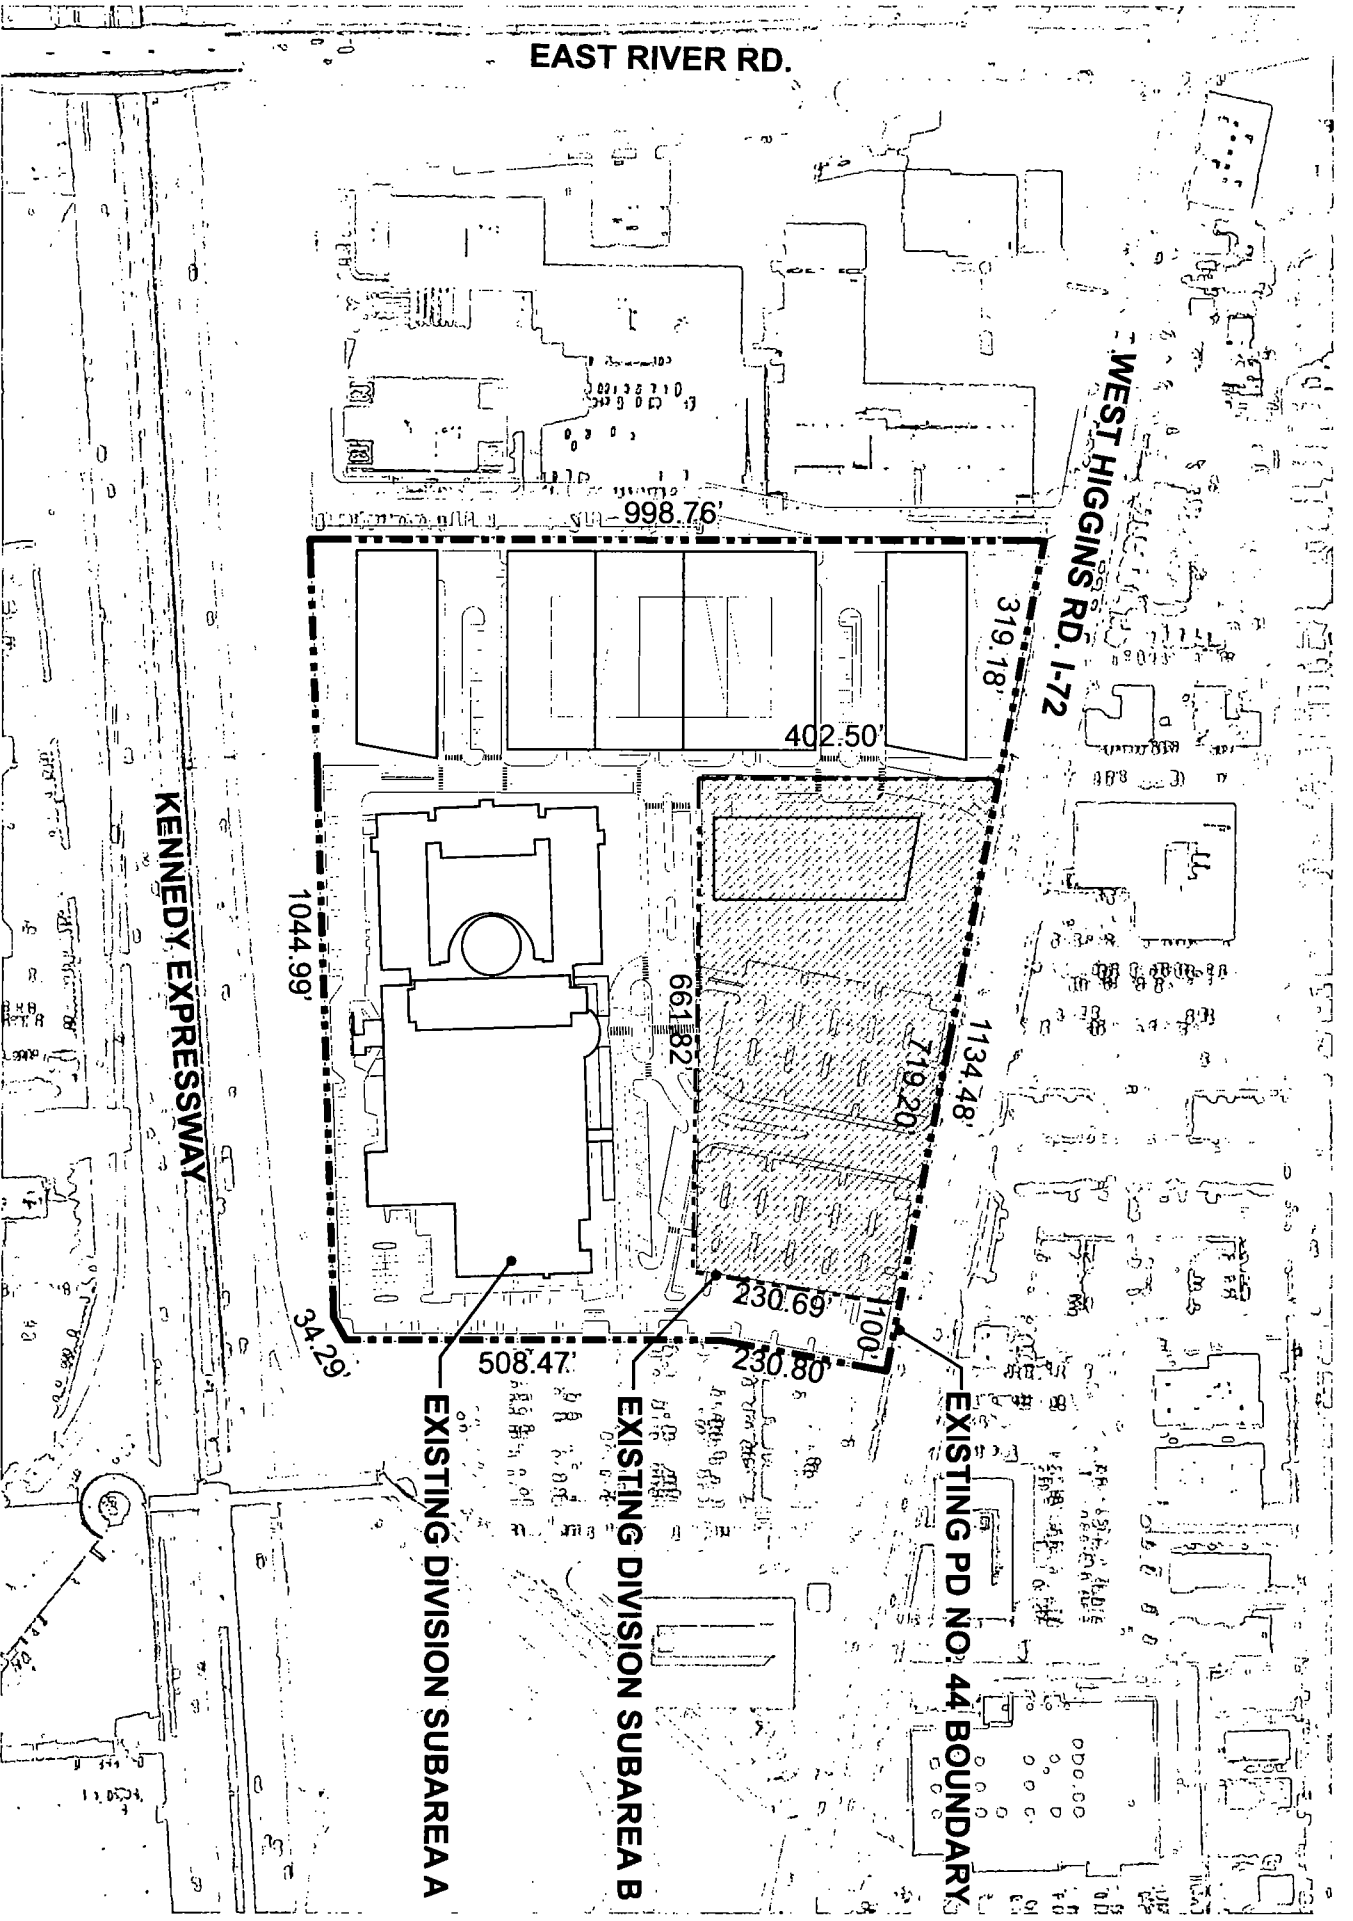 EAST RIVER RD.
WEST HIGGINS RD. I-72
998.76'
319.18'
402.50'
KENNEDY EXPRESSWAY
1044.99'
661.82'
719.20'
1134.48'
230.69'
100'
34.29'
508.47'
230.80'
EXISTING DIVISION SUBAREA A
EXISTING DIVISION SUBAREA B
EXISTING PD NO. 44 BOUNDARY